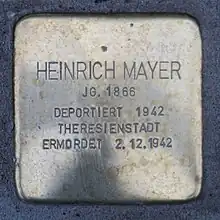 HEINRICH MAYER
JG. 1866
DEPORTIERT 1942
THERESIENSTADT
ERMORDET 2.12.1942